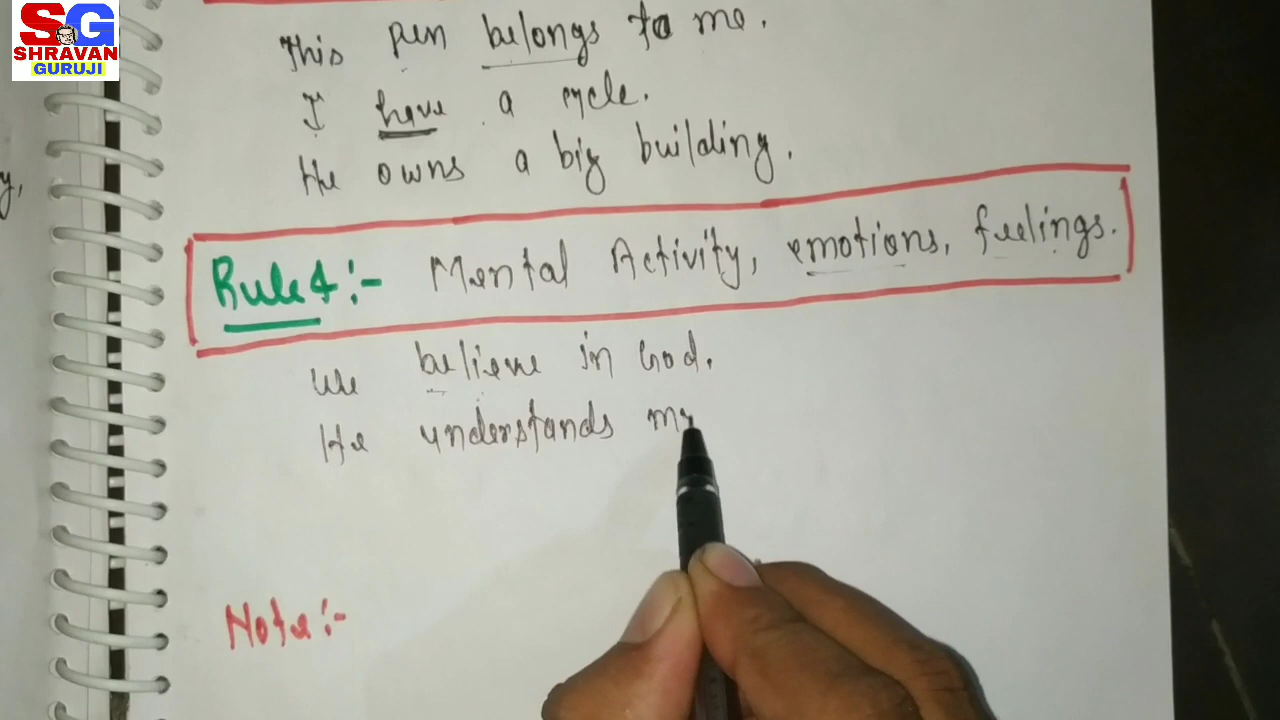 SG
SHRAVAN
GURUJI
This pen belongs to me.
I have a cycle.
He owns a big building.
y,
Rule 4:- Mental Activity, emotions, feelings.
We believe in God.
He understands my
Note:-